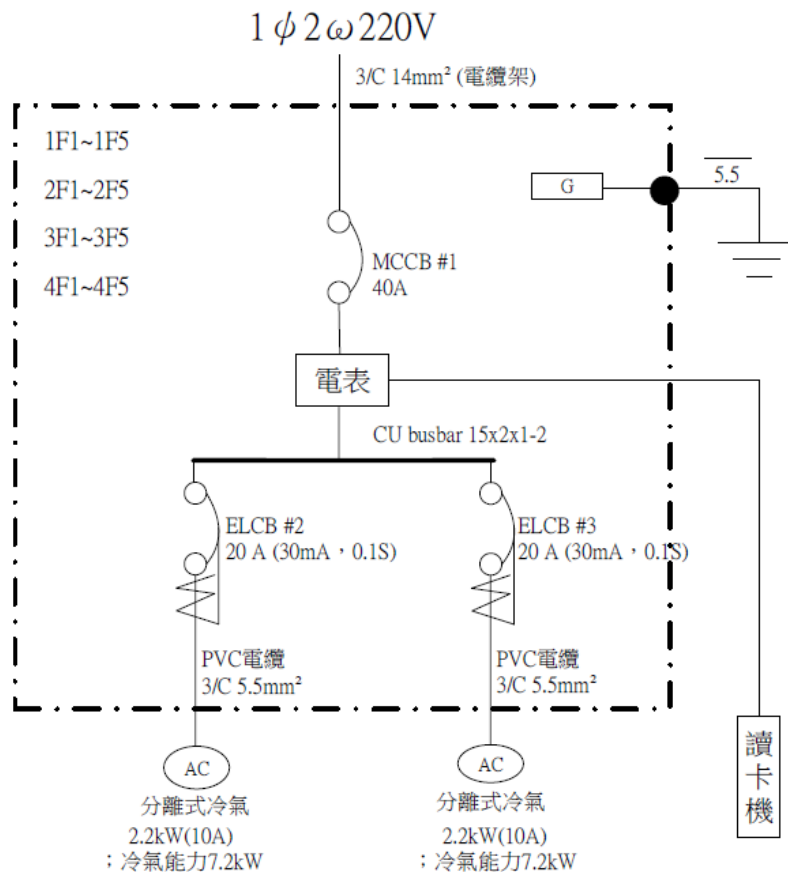 1ϕ2ω220V
3/C 14mm² (電纜架)
1F1~1F5
2F1~2F5
3F1~3F5
4F1~4F5
G
5.5
MCCB #1
40A
電表
CU busbar 15x2x1-2
ELCB #2
20 A (30mA，0.1S)
ELCB #3
20 A (30mA，0.1S)
PVC電纜
3/C 5.5mm²
PVC電纜
3/C 5.5mm²
讀卡機
AC
分離式冷氣
2.2kW(10A)
；冷氣能力7.2kW
AC
分離式冷氣
2.2kW(10A)
；冷氣能力7.2kW